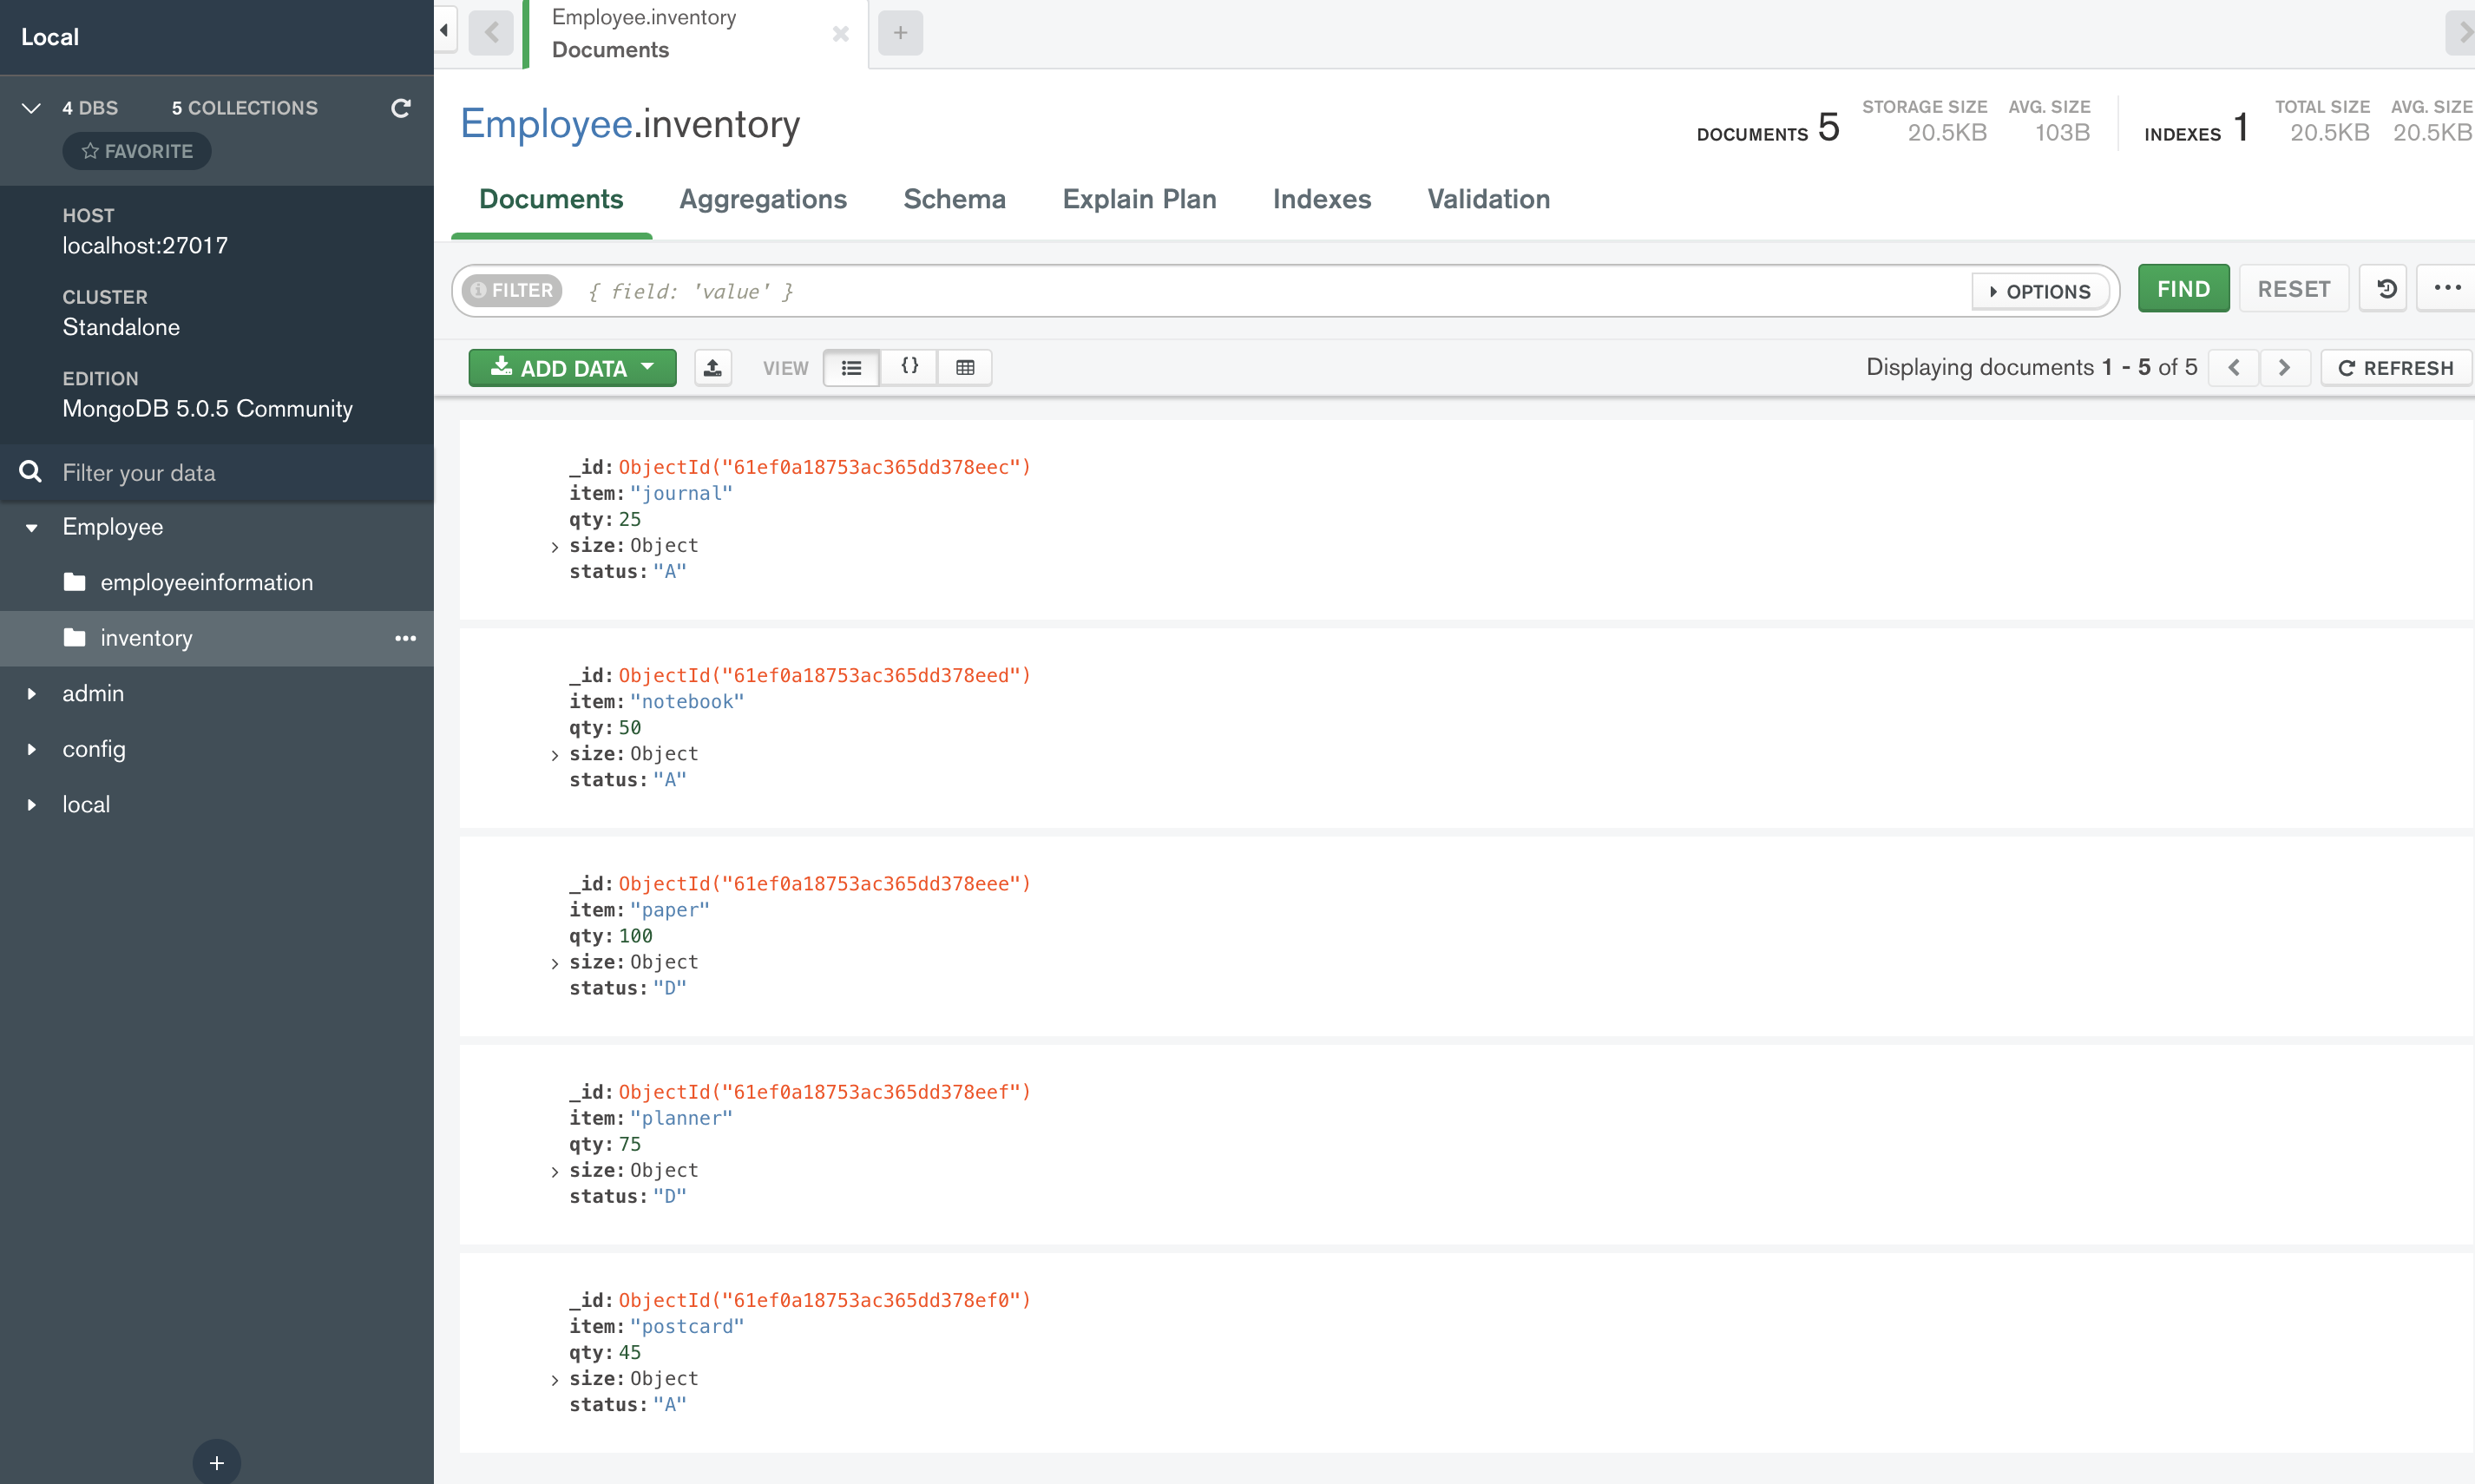 Local
4 DBS 5 COLLECTIONS
FAVORITE
HOST
localhost:27017
CLUSTER
Standalone
EDITION
MongoDB 5.0.5 Community
Filter your data
Employee
employeeinformation
inventory
admin
config
local
Employee.inventory
Documents
Employee.inventory
DOCUMENTS 5
STORAGE SIZE
20.5KB
AVG. SIZE
103B
INDEXES 1
TOTAL SIZE
20.5KB
AVG. SIZE
20.5KB
Documents Aggregations Schema Explain Plan Indexes Validation
FILTER { field: 'value' } OPTIONS FIND RESET
ADD DATA VIEW {} Displaying documents 1 - 5 of 5 REFRESH
_id: ObjectId("61ef0a18753ac365dd378eec")
item: "journal"
qty: 25
size: Object
status: "A"
_id: ObjectId("61ef0a18753ac365dd378eed")
item: "notebook"
qty: 50
size: Object
status: "A"
_id: ObjectId("61ef0a18753ac365dd378eee")
item: "paper"
qty: 100
size: Object
status: "D"
_id: ObjectId("61ef0a18753ac365dd378eef")
item: "planner"
qty: 75
size: Object
status: "D"
_id: ObjectId("61ef0a18753ac365dd378ef0")
item: "postcard"
qty: 45
size: Object
status: "A"